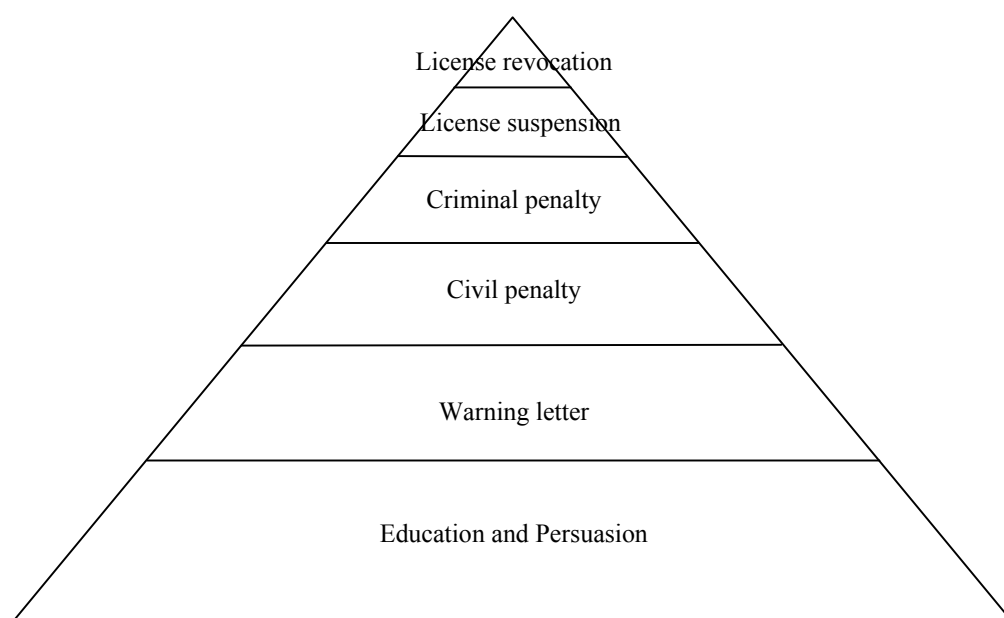 License revocation
License suspension
Criminal penalty
Civil penalty
Warning letter
Education and Persuasion